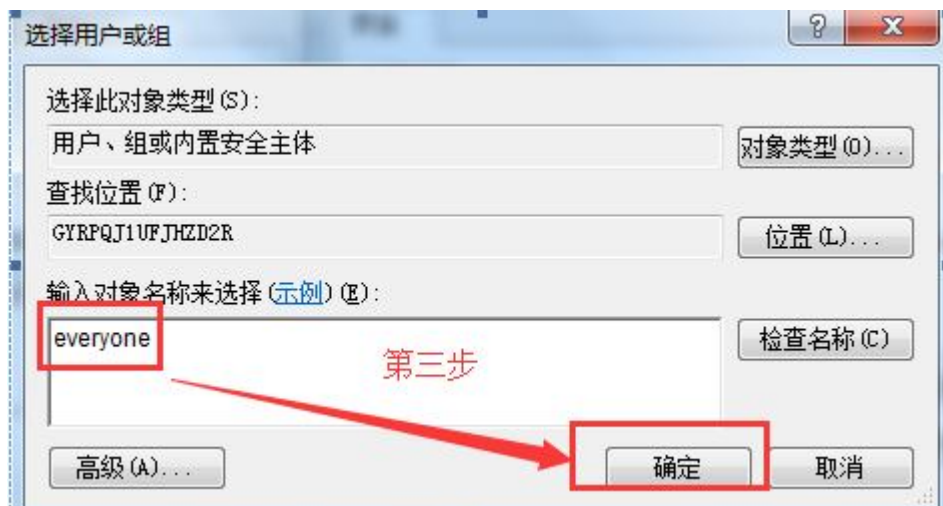 选择用户或组
选择此对象类型(S):
用户、组或内置安全主体
对象类型(O)...
查找位置(F):
GYRPQJ1UFJHZD2R
位置(L)...
输入对象名称来选择(示例)(E):
everyone
检查名称(C)
第三步
高级(A)...
确定
取消